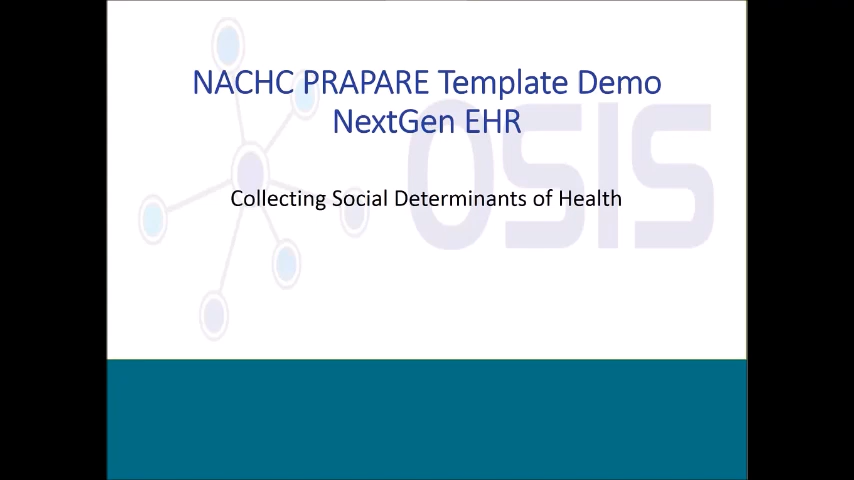 NACHC PRAPARE Template Demo
NextGen EHR
OSIS
Collecting Social Determinants of Health